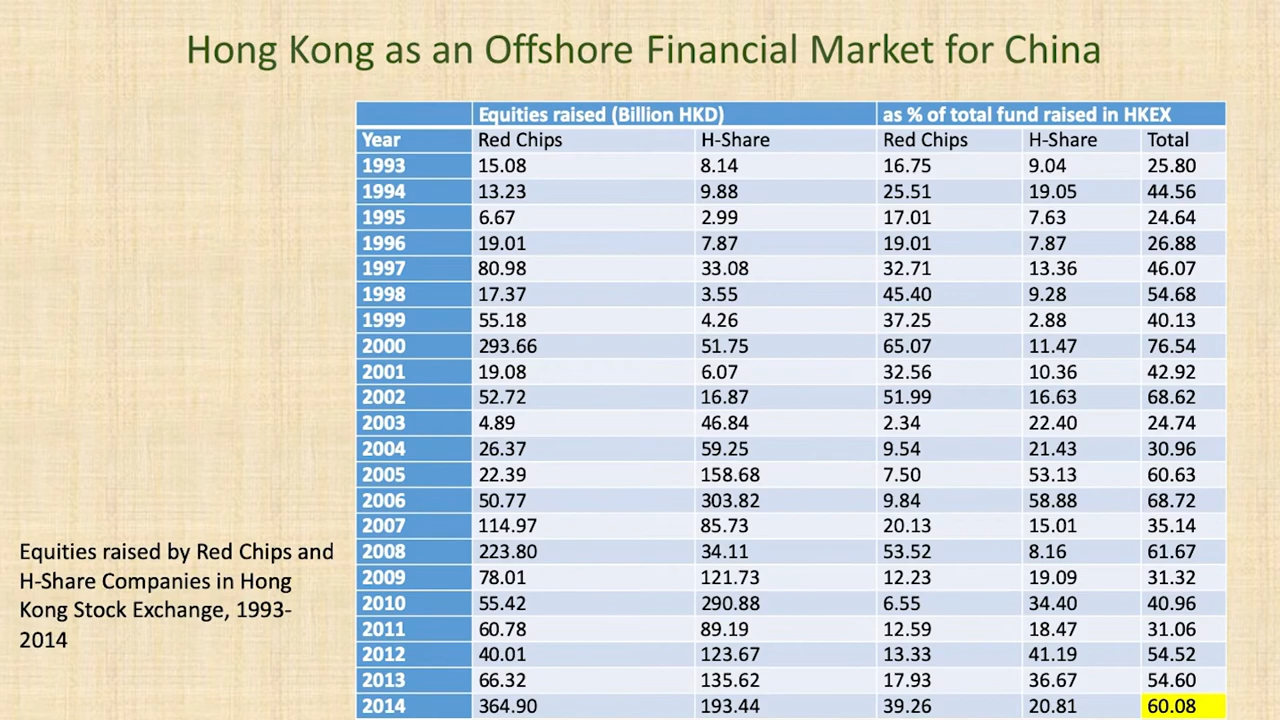 Hong Kong as an Offshore Financial Market for China
Equities raised (Billion HKD) as % of total fund raised in HKEX
Year Red Chips H-Share Red Chips H-Share Total
1993 15.08 8.14 16.75 9.04 25.80
1994 13.23 9.88 25.51 19.05 44.56
1995 6.67 2.99 17.01 7.63 24.64
1996 19.01 7.87 19.01 7.87 26.88
1997 80.98 33.08 32.71 13.36 46.07
1998 17.37 3.55 45.40 9.28 54.68
1999 55.18 4.26 37.25 2.88 40.13
2000 293.66 51.75 65.07 11.47 76.54
2001 19.08 6.07 32.56 10.36 42.92
2002 52.72 16.87 51.99 16.63 68.62
2003 4.89 46.84 2.34 22.40 24.74
2004 26.37 59.25 9.54 21.43 30.96
2005 22.39 158.68 7.50 53.13 60.63
2006 50.77 303.82 9.84 58.88 68.72
2007 114.97 85.73 20.13 15.01 35.14
2008 223.80 34.11 53.52 8.16 61.67
2009 78.01 121.73 12.23 19.09 31.32
2010 55.42 290.88 6.55 34.40 40.96
2011 60.78 89.19 12.59 18.47 31.06
2012 40.01 123.67 13.33 41.19 54.52
2013 66.32 135.62 17.93 36.67 54.60
2014 364.90 193.44 39.26 20.81 60.08
Equities raised by Red Chips and
H-Share Companies in Hong
Kong Stock Exchange, 1993-
2014